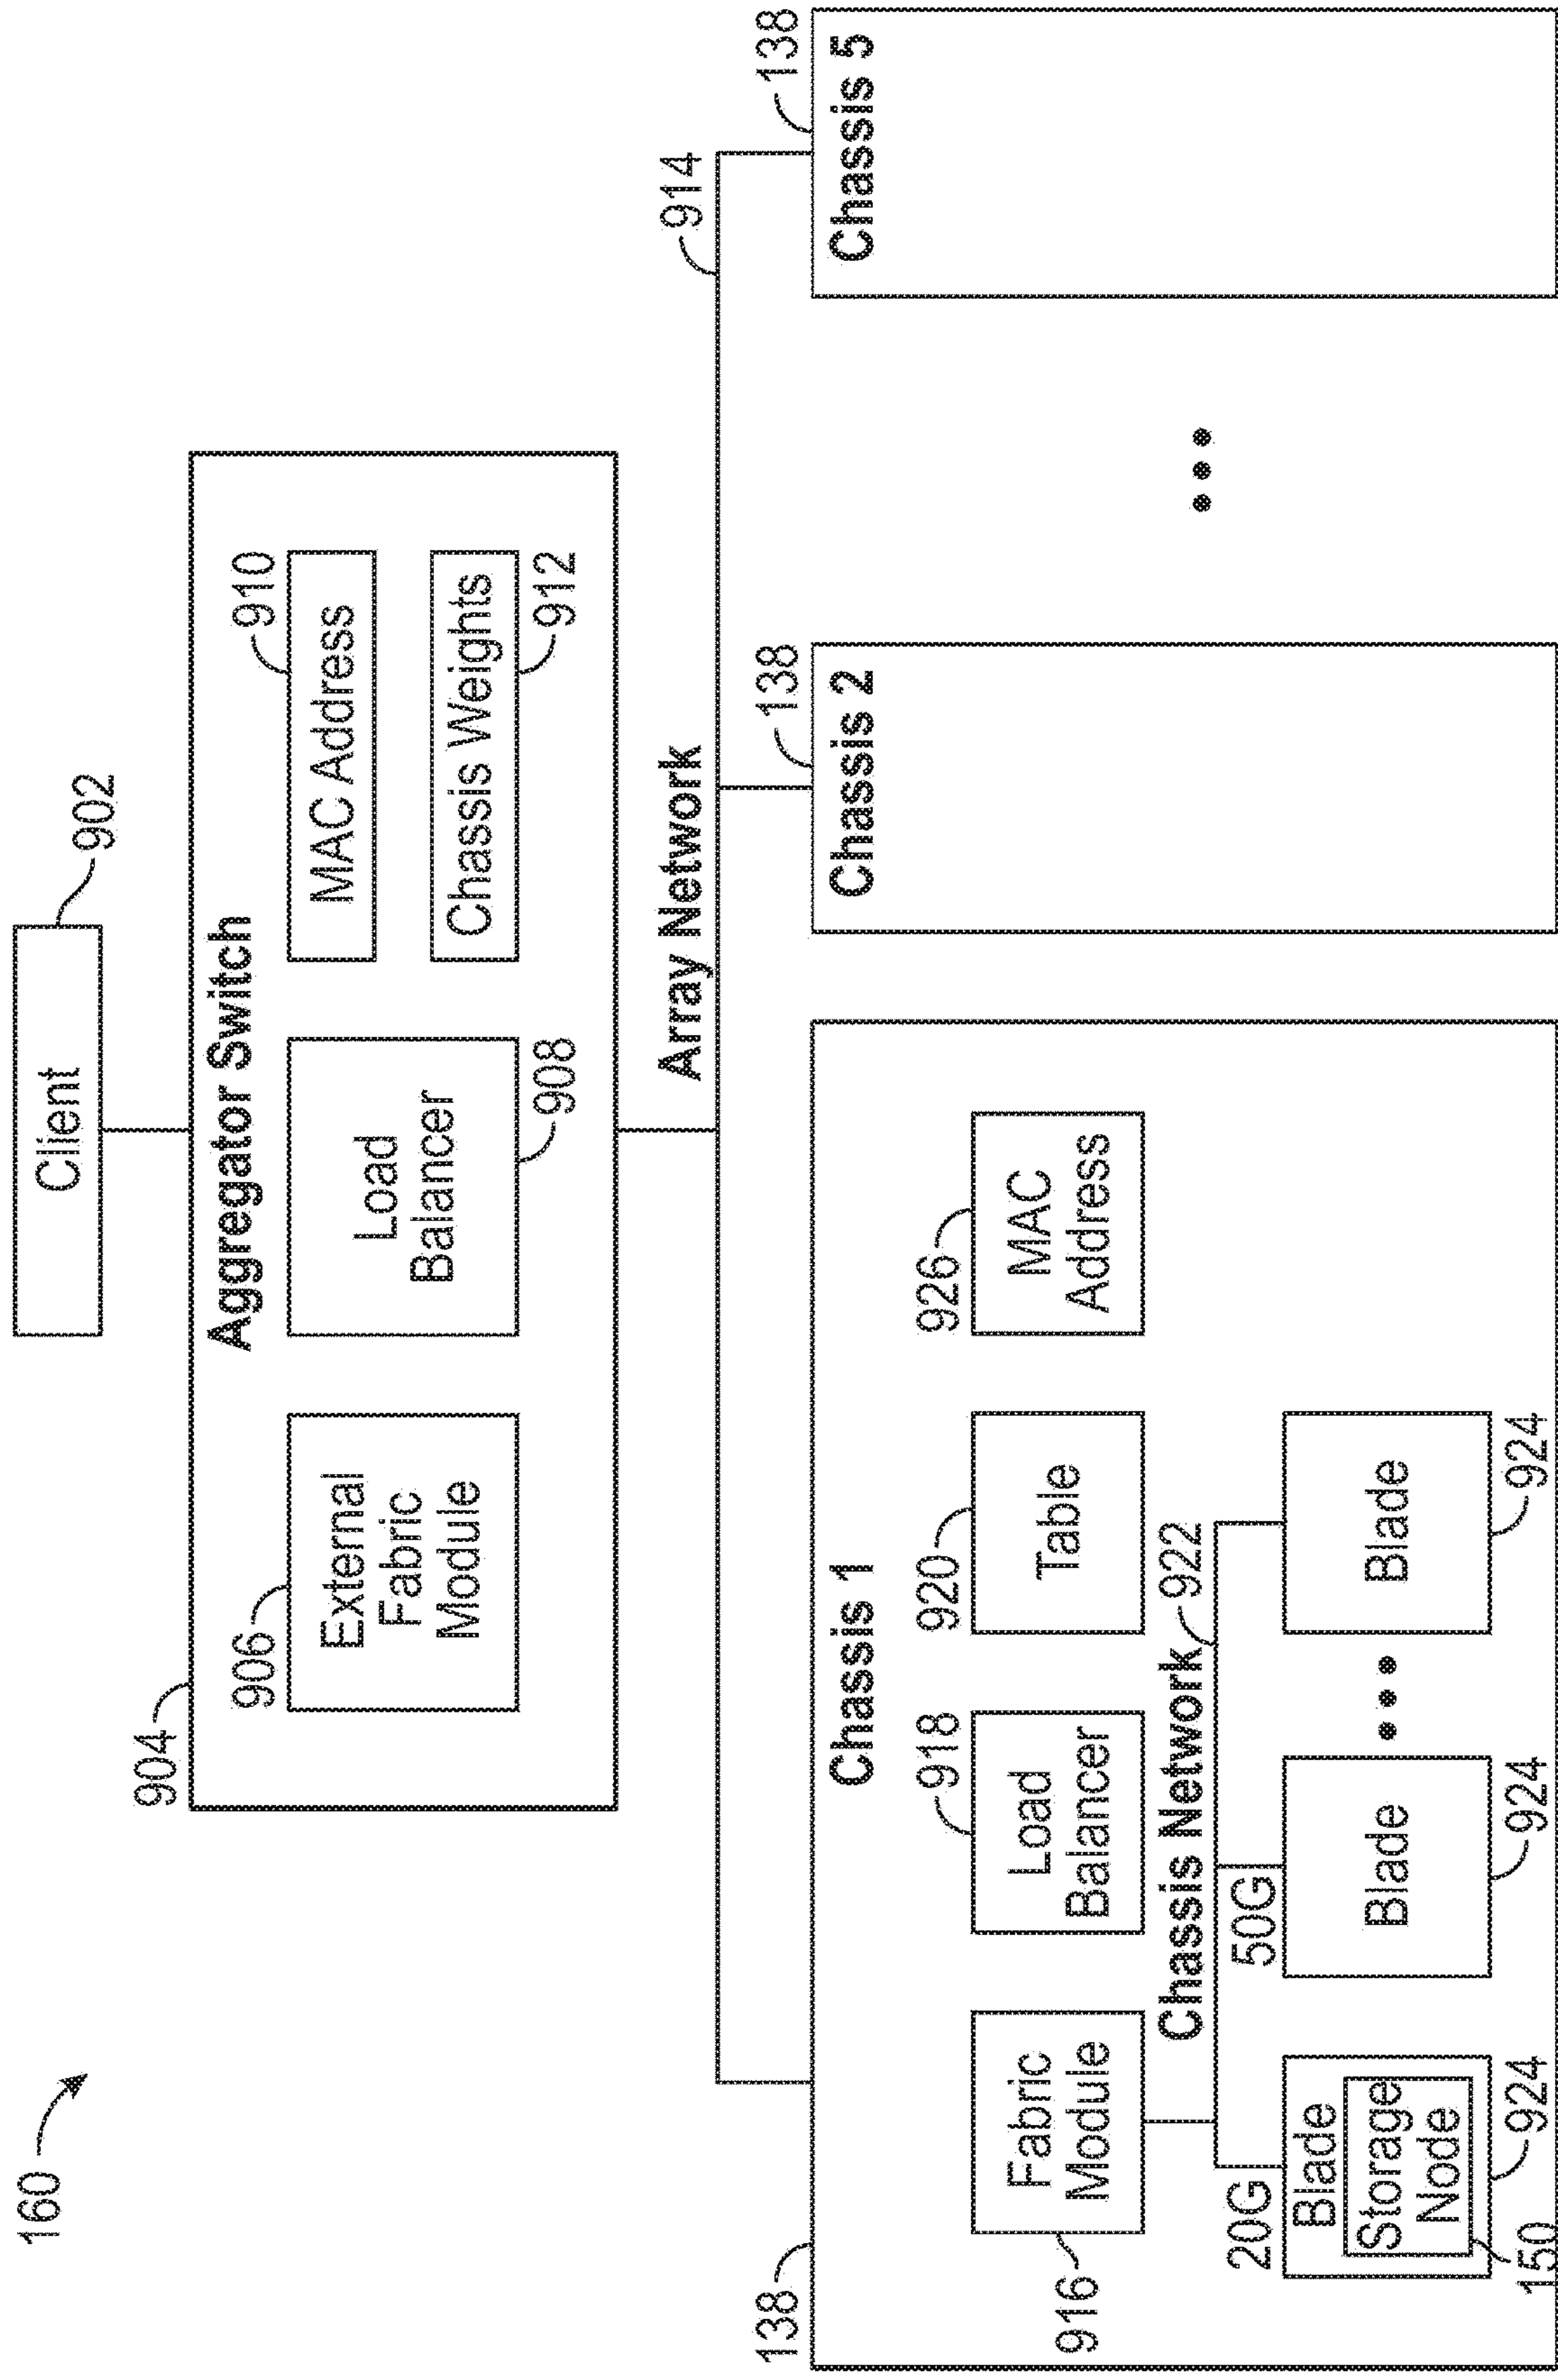 160
Client
902
904
Aggregator Switch
906
External
Fabric
Module
Load
Balancer
908
910
MAC Address
Chassis Weights
912
Array Network
914
138
Chassis 1
916
Fabric
Module
918
Load
Balancer
920
Table
926
MAC
Address
Chassis Network
922
20G
50G
Blade
Storage
Node
150
924
Blade
924
Blade
924
138
Chassis 2
138
Chassis 5